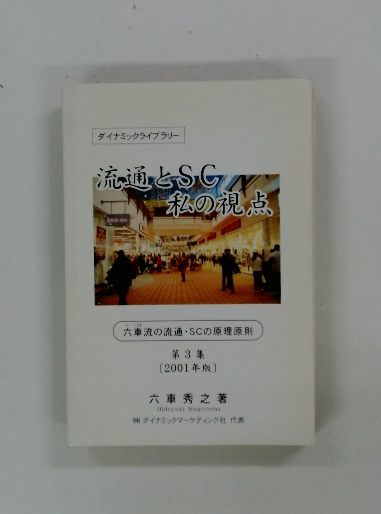 ダイナミックライブラリー
流通とSC
私の視点
六車流の流通・SCの原理原則
第3集
〔2001年版〕
六車秀之著
Hideyuki Muguruma
㈱ダイナミックマーケティング社 代表